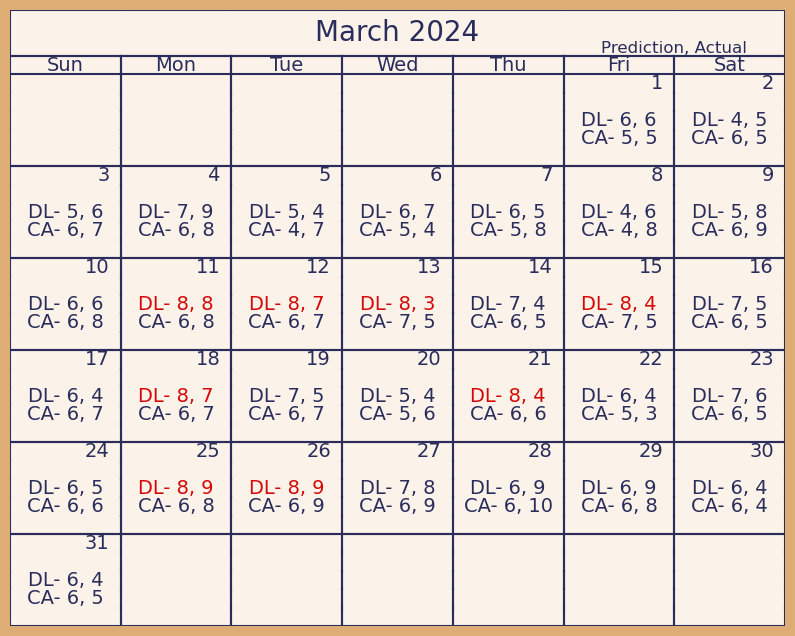 March 2024
Prediction, Actual
Sun Mon Tue Wed Thu Fri Sat
1 2
DL- 6, 6 DL- 4, 5
CA- 5, 5 CA- 6, 5
3 4 5 6 7 8 9
DL- 5, 6 DL- 7, 9 DL- 5, 4 DL- 6, 7 DL- 6, 5 DL- 4, 6 DL- 5, 8
CA- 6, 7 CA- 6, 8 CA- 4, 7 CA- 5, 4 CA- 5, 8 CA- 4, 8 CA- 6, 9
10 11 12 13 14 15 16
DL- 6, 6 DL- 8, 8 DL- 8, 7 DL- 8, 3 DL- 7, 4 DL- 8, 4 DL- 7, 5
CA- 6, 8 CA- 6, 8 CA- 6, 7 CA- 7, 5 CA- 6, 5 CA- 7, 5 CA- 6, 5
17 18 19 20 21 22 23
DL- 6, 4 DL- 8, 7 DL- 7, 5 DL- 5, 4 DL- 8, 4 DL- 6, 4 DL- 7, 6
CA- 6, 7 CA- 6, 7 CA- 6, 7 CA- 5, 6 CA- 6, 6 CA- 5, 3 CA- 6, 5
24 25 26 27 28 29 30
DL- 6, 5 DL- 8, 9 DL- 8, 9 DL- 7, 8 DL- 6, 9 DL- 6, 9 DL- 6, 4
CA- 6, 6 CA- 6, 8 CA- 6, 9 CA- 6, 9 CA- 6, 10 CA- 6, 8 CA- 6, 4
31
DL- 6, 4
CA- 6, 5